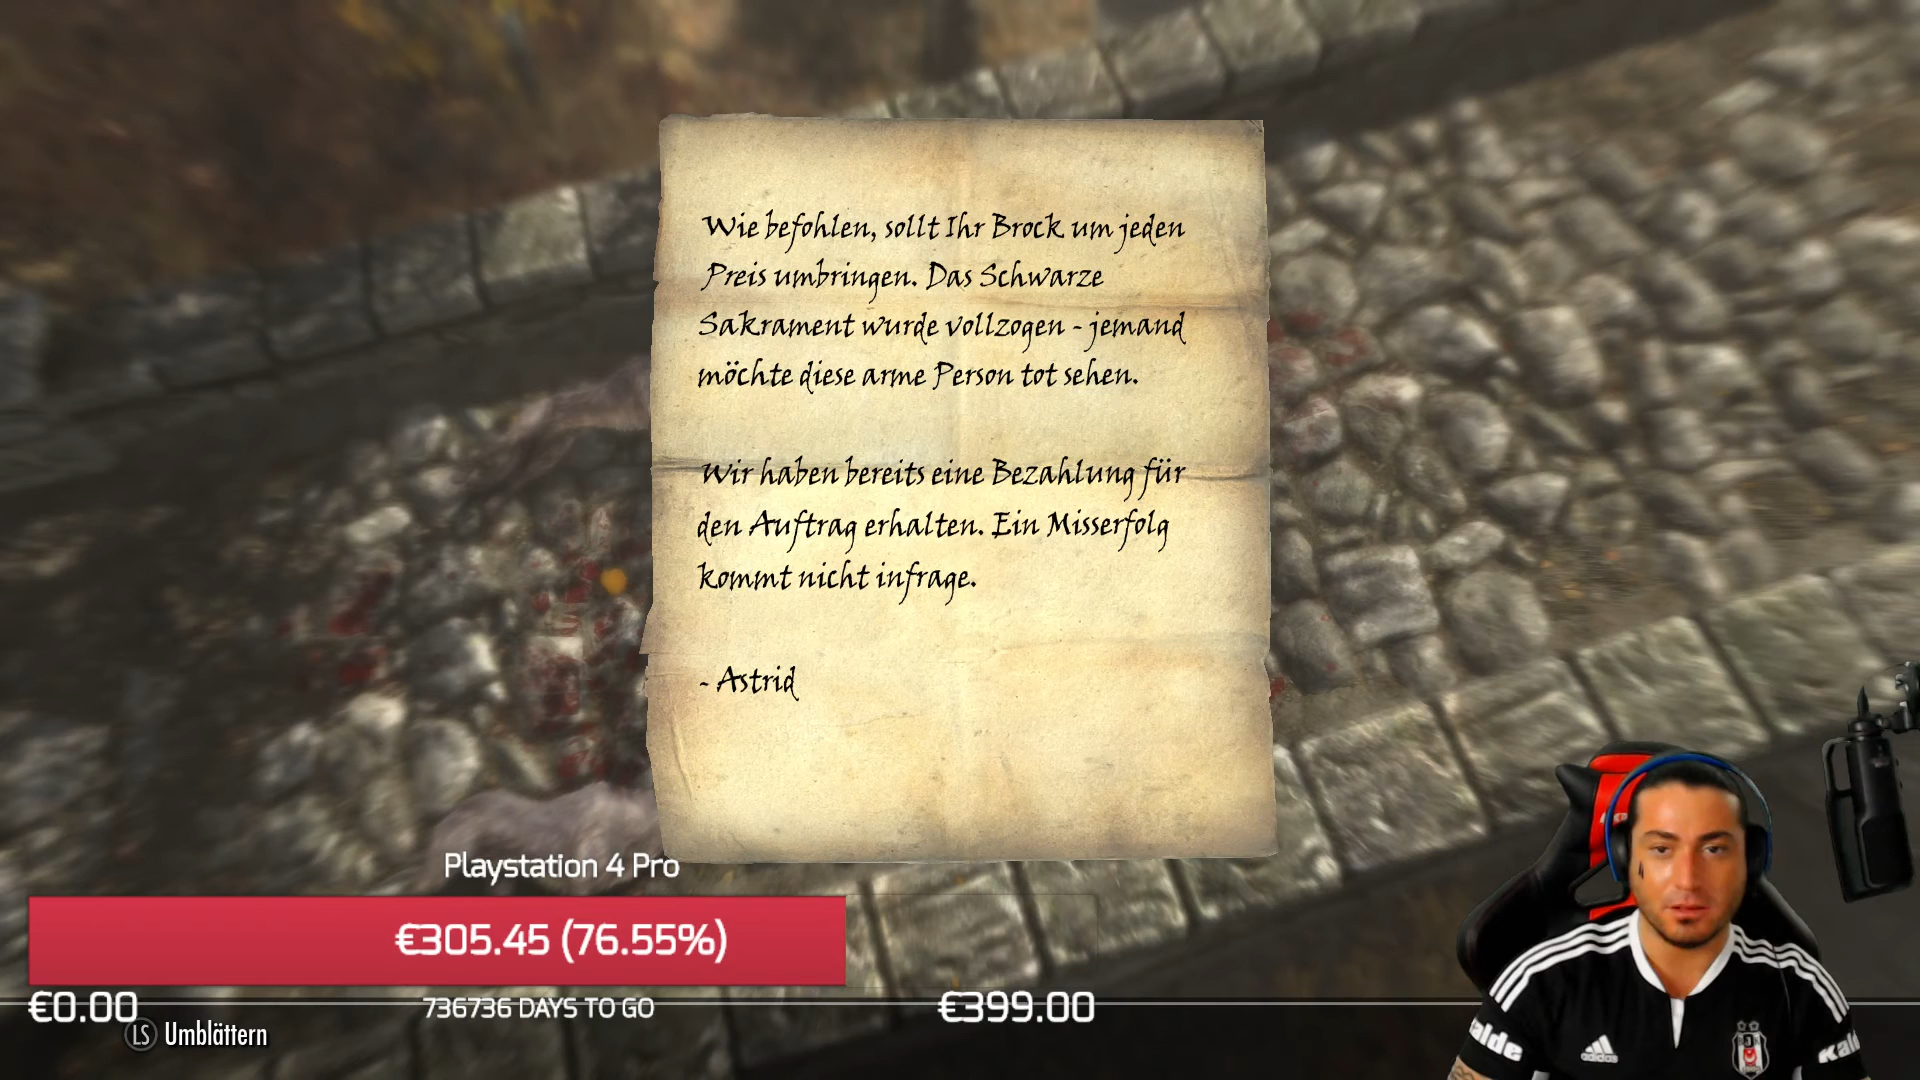 Wie befohlen, sollt Ihr Brock um jeden
Preis umbringen. Das Schwarze
Sakrament wurde vollzogen - jemand
möchte diese arme Person tot sehen.
Wir haben bereits eine Bezahlung für
den Auftrag erhalten. Ein Misserfolg
kommt nicht infrage.
- Astrid
Playstation 4 Pro
€305.45 (76.55%)
€0.00
736736 DAYS TO GO
€399.00
LS Umblättern
adidas